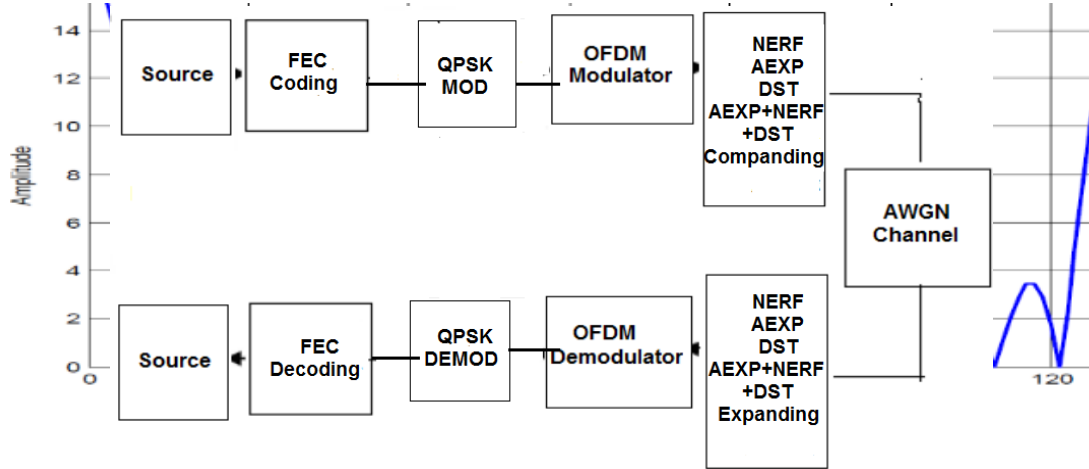 14
12
10
8
6
4
2
0
0
120
Amplitude
Source
FEC
Coding
QPSK
MOD
OFDM
Modulator
NERF
AEXP
DST
AEXP+NERF
+DST
Companding
AWGN
Channel
Source
FEC
Decoding
QPSK
DEMOD
OFDM
Demodulator
NERF
AEXP
DST
AEXP+NERF
+DST
Expanding